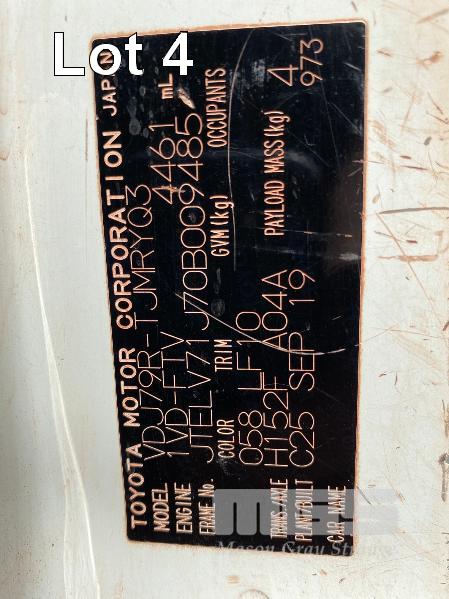 Lot 4
TOYOTA MOTOR CORPORATION JAPAN
MODEL VDJ79R-TJMRYQ3
ENGINE 1VD-FTV 4461 mL
FRAME No. JTELV71J70B009485
COLOR TRIM GVM(kg) OCCUPANTS
058 LF10 4
TRANS/AXLE H152F A04A PAYLOAD MASS(kg) 973
PLANT/BUILT C25 SEP 19
CAR NAME
MGS
Mason Gray Strange